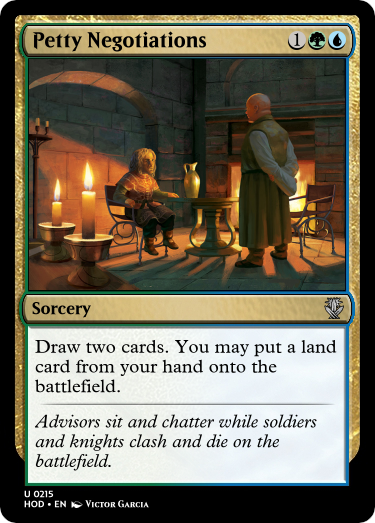 Petty Negotiations 1
Sorcery
Draw two cards. You may put a land
card from your hand onto the
battlefield.
Advisors sit and chatter while soldiers
and knights clash and die on the
battlefield.
U 0215
HOD • EN Victor Garcia